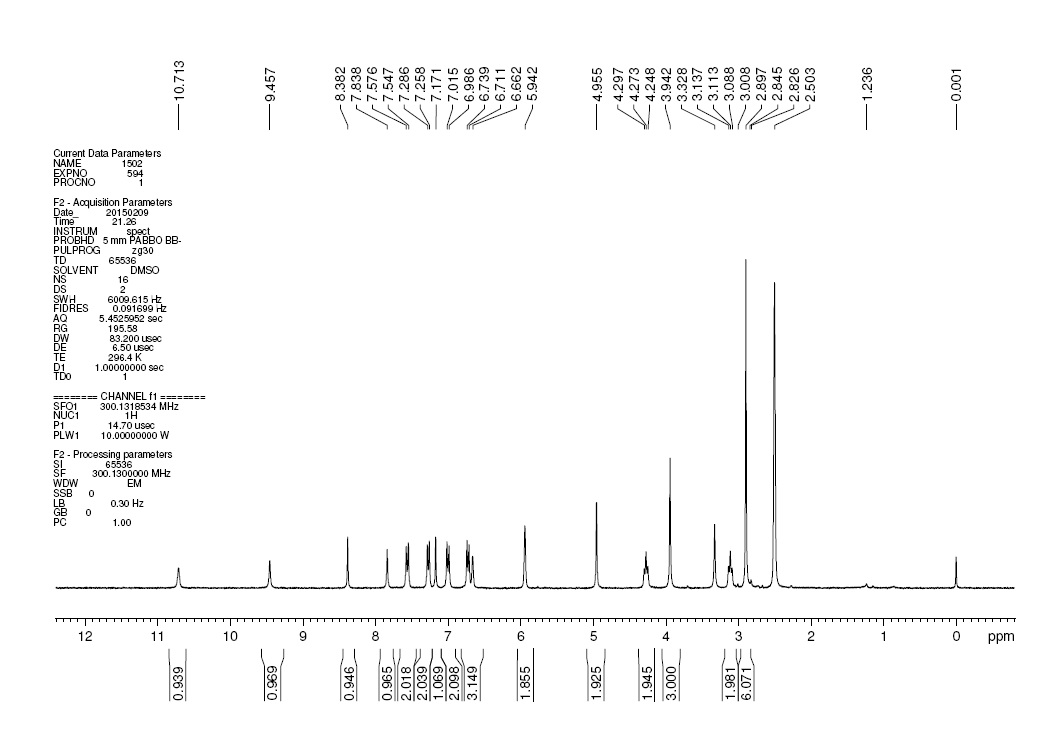 10.713
9.457
8.382
7.838
7.576
7.547
7.286
7.258
7.171
7.015
6.986
6.739
6.711
6.662
5.942
4.955
4.297
4.273
4.248
3.942
3.328
3.137
3.113
3.088
3.008
2.897
2.845
2.826
2.503
1.236
0.001
Current Data Parameters
NAME 1502
EXPNO 594
PROCNO 1
F2 - Acquisition Parameters
Date_ 20150209
Time 21.26
INSTRUM spect
PROBHD 5 mm PABBO BB-
PULPROG zg30
TD 65536
SOLVENT DMSO
NS 16
DS 2
SWH 6009.615 Hz
FIDRES 0.091699 Hz
AQ 5.4525952 sec
RG 195.58
DW 83.200 usec
DE 6.50 usec
TE 296.4 K
D1 1.00000000 sec
TD0 1
======== CHANNEL f1 ========
SFO1 300.1318534 MHz
NUC1 1H
P1 14.70 usec
PLW1 10.00000000 W
F2 - Processing parameters
SI 65536
SF 300.1300000 MHz
WDW EM
SSB 0
LB 0.30 Hz
GB 0
PC 1.00
12 11 10 9 8 7 6 5 4 3 2 1 0 ppm
0.939
0.969
0.946
0.965
2.018
2.039
1.069
2.098
3.149
1.855
1.925
1.945
3.000
1.981
6.071